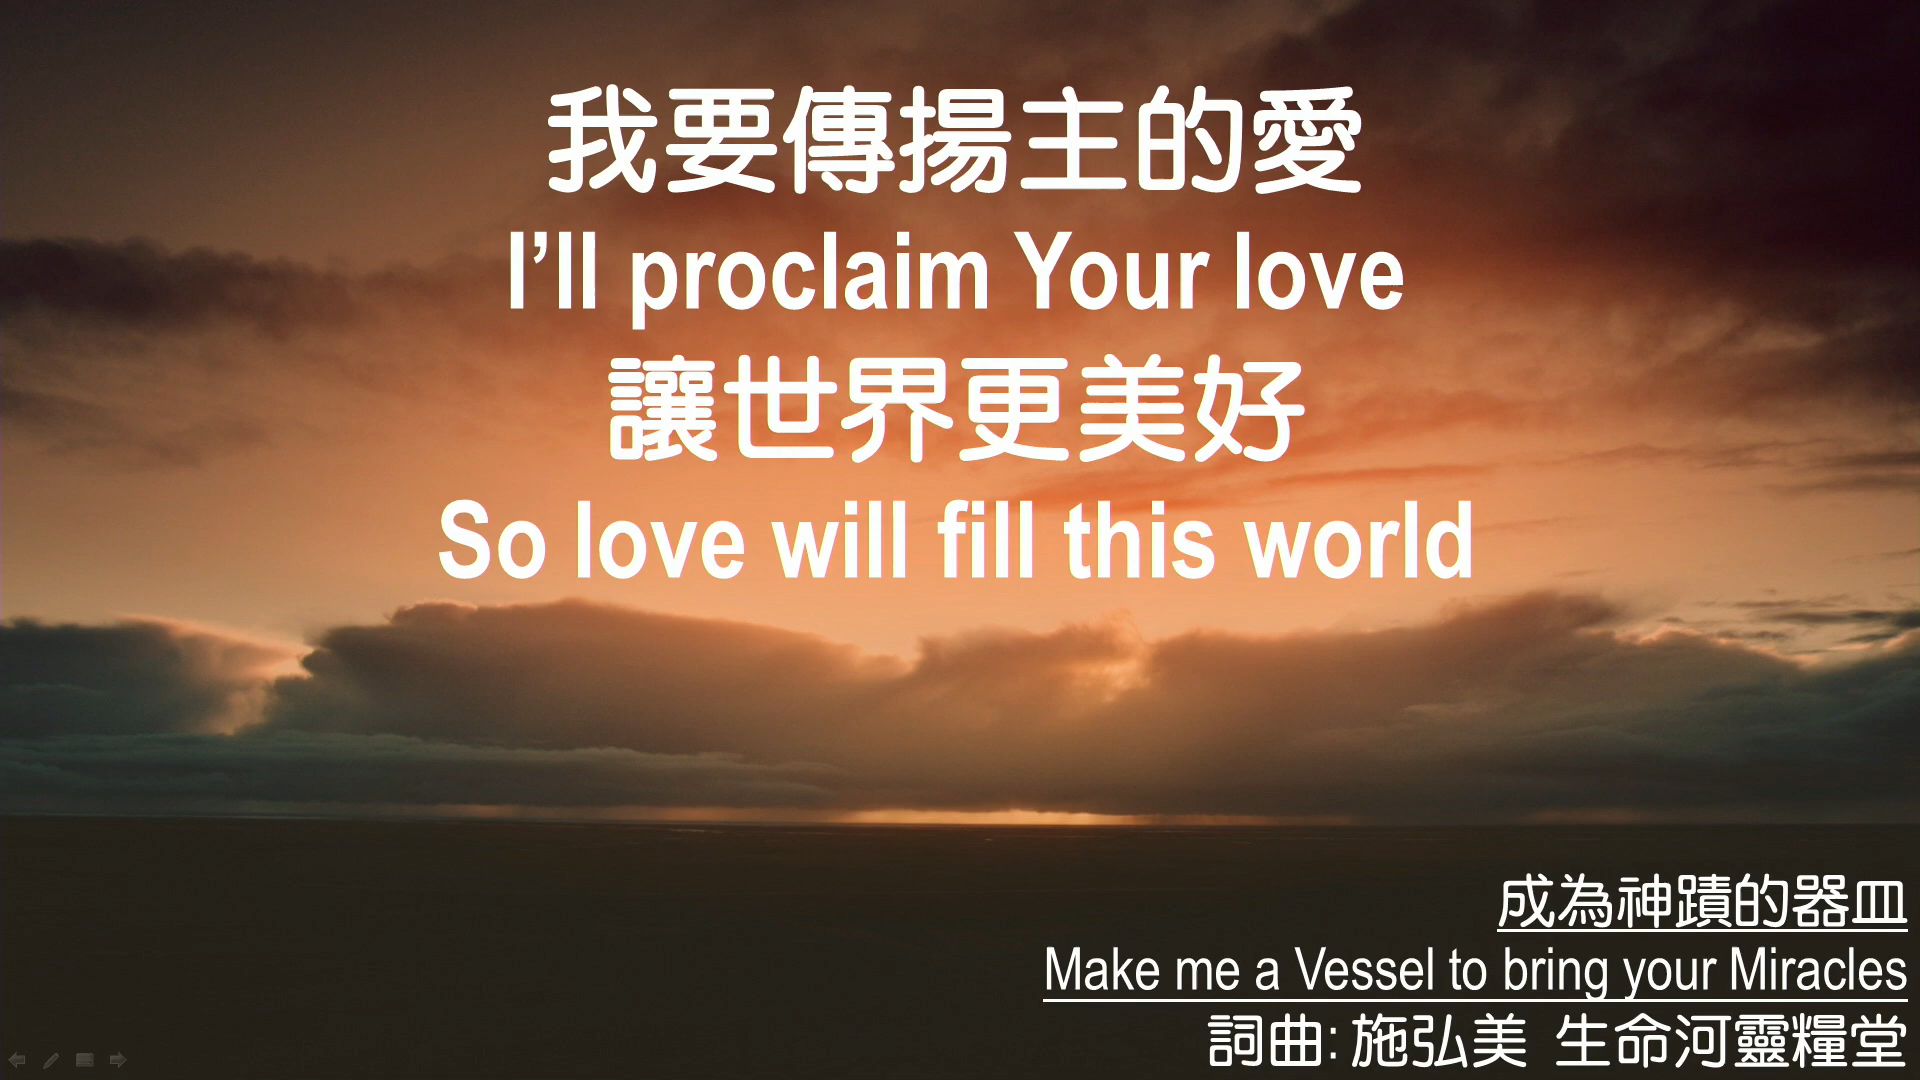 我要傳揚主的愛
I’ll proclaim Your love
讓世界更美好
So love will fill this world
成為神蹟的器皿
Make me a Vessel to bring your Miracles
詞曲: 施弘美 生命河靈糧堂